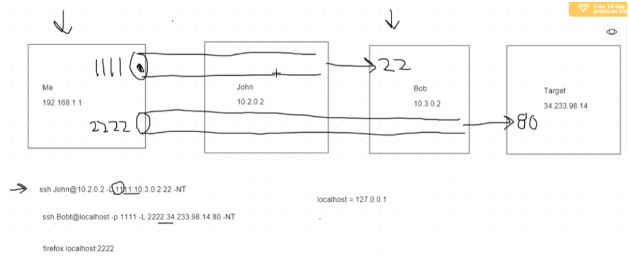 Free 14-day
premium trial
1111
22
Me
192.168.1.1
John
10.2.0.2
Bob
10.3.0.2
Target
34.233.98.14
2222
80
ssh John@10.2.0.2 -L 1111:10.3.0.2:22 -NT
localhost = 127.0.0.1
ssh Bobt@localhost -p 1111 -L 2222:34.233.98.14:80 -NT
firefox localhost:2222